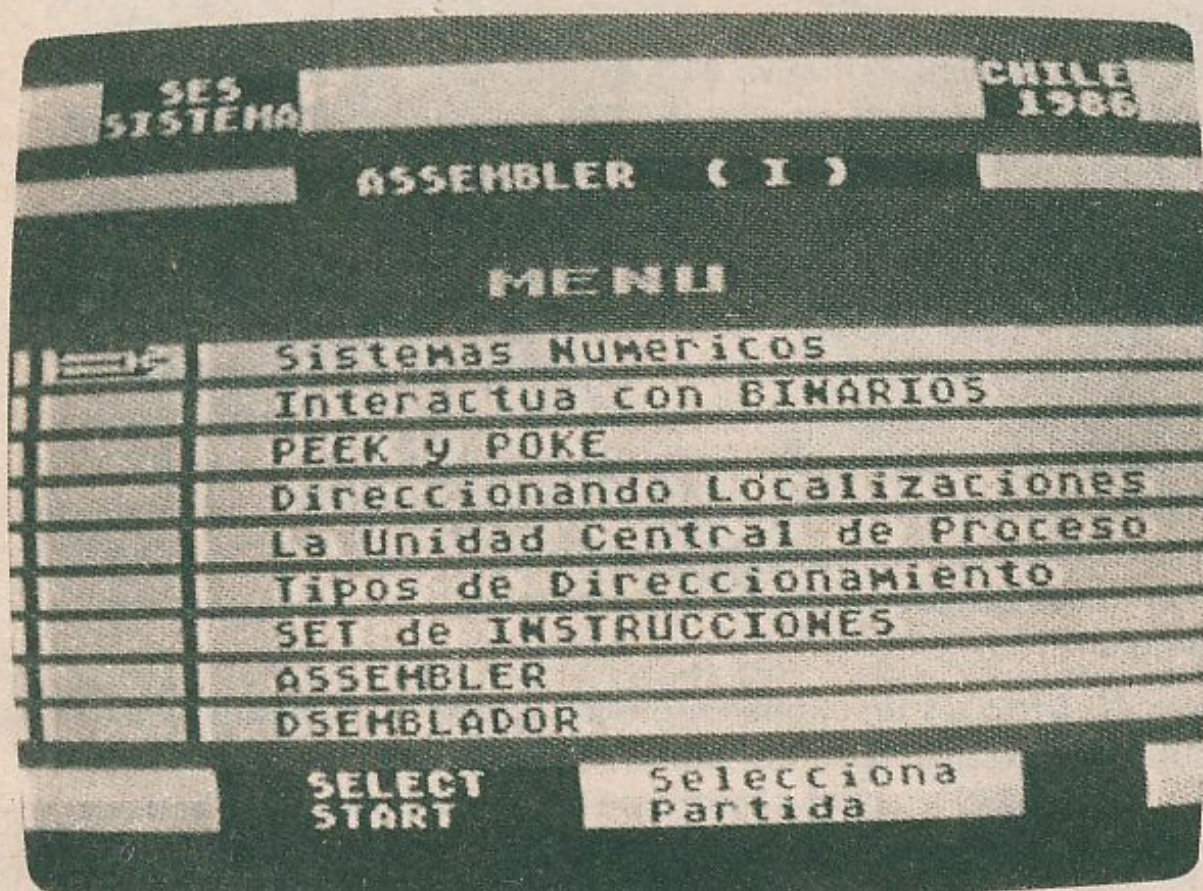 SES
SISTEMA
CHILE
1986
ASSEMBLER ( I )
MENU
Sistemas Numericos
Interactua con BINARIOS
PEEK y POKE
Direccionando Localizaciones
La Unidad Central de Proceso
Tipos de Direccionamiento
SET de INSTRUCCIONES
ASSEMBLER
DSEMBLADOR
SELECT Selecciona
START Partida